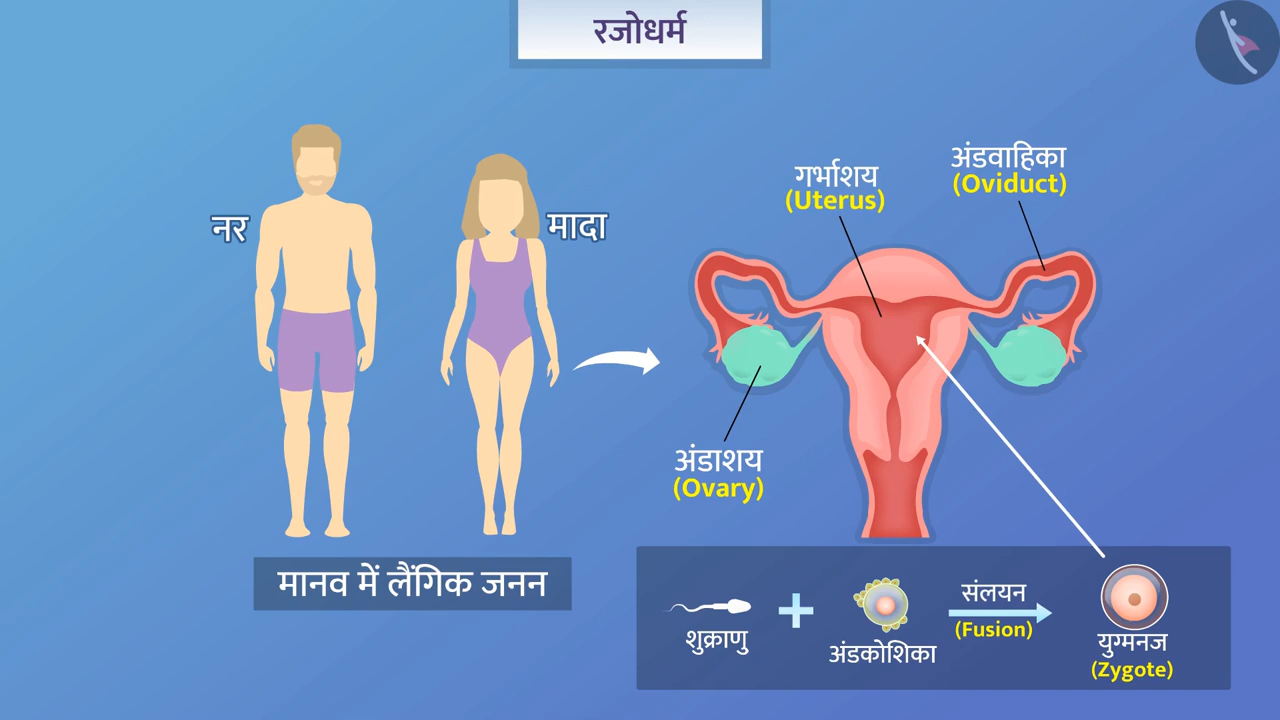 रजोधर्म
नर
मादा
गर्भाशय
(Uterus)
अंडवाहिका
(Oviduct)
अंडाशय
(Ovary)
मानव में लैंगिक जनन
शुक्राणु
+
अंडकोशिका
संलयन
(Fusion)
युग्मनज
(Zygote)